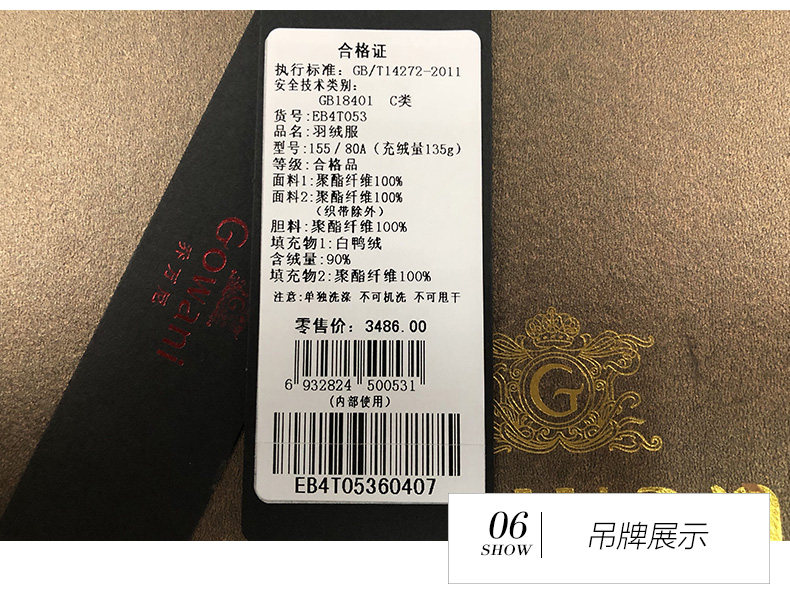 合格证
执行标准：GB/T14272-2011
安全技术类别：
GB18401 C类
货号:EB4T053
品名:羽绒服
型号:155/80A（充绒量135g）
等级:合格品
面料1:聚酯纤维100%
面料2:聚酯纤维100%
（织带除外）
胆料:聚酯纤维100%
填充物1:白鸭绒
含绒量:90%
填充物2:聚酯纤维100%
注意:单独洗涤 不可机洗 不可甩干
零售价：3486.00
6 932824 500531
（内部使用）
EB4T05360407
Gowani
乔万尼
G
06
SHOW
吊牌展示